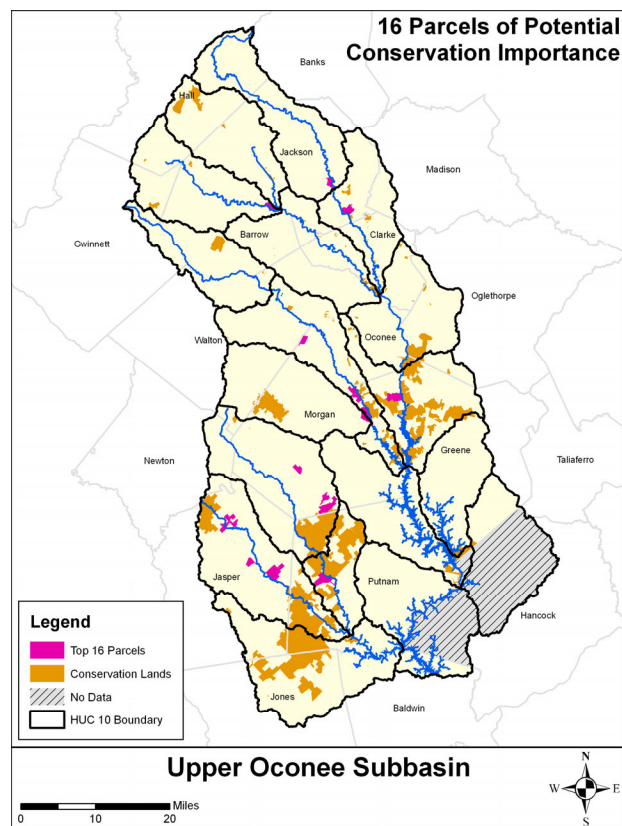 16 Parcels of Potential
Conservation Importance
Banks
Hall
Jackson
Madison
Clarke
Barrow
Gwinnett
Oglethorpe
Oconee
Walton
Morgan
Greene
Taliaferro
Newton
Jasper
Putnam
Hancock
Jones
Baldwin
Legend
Top 16 Parcels
Conservation Lands
No Data
HUC 10 Boundary
Upper Oconee Subbasin
Miles
0 5 10 20
N
W E
S